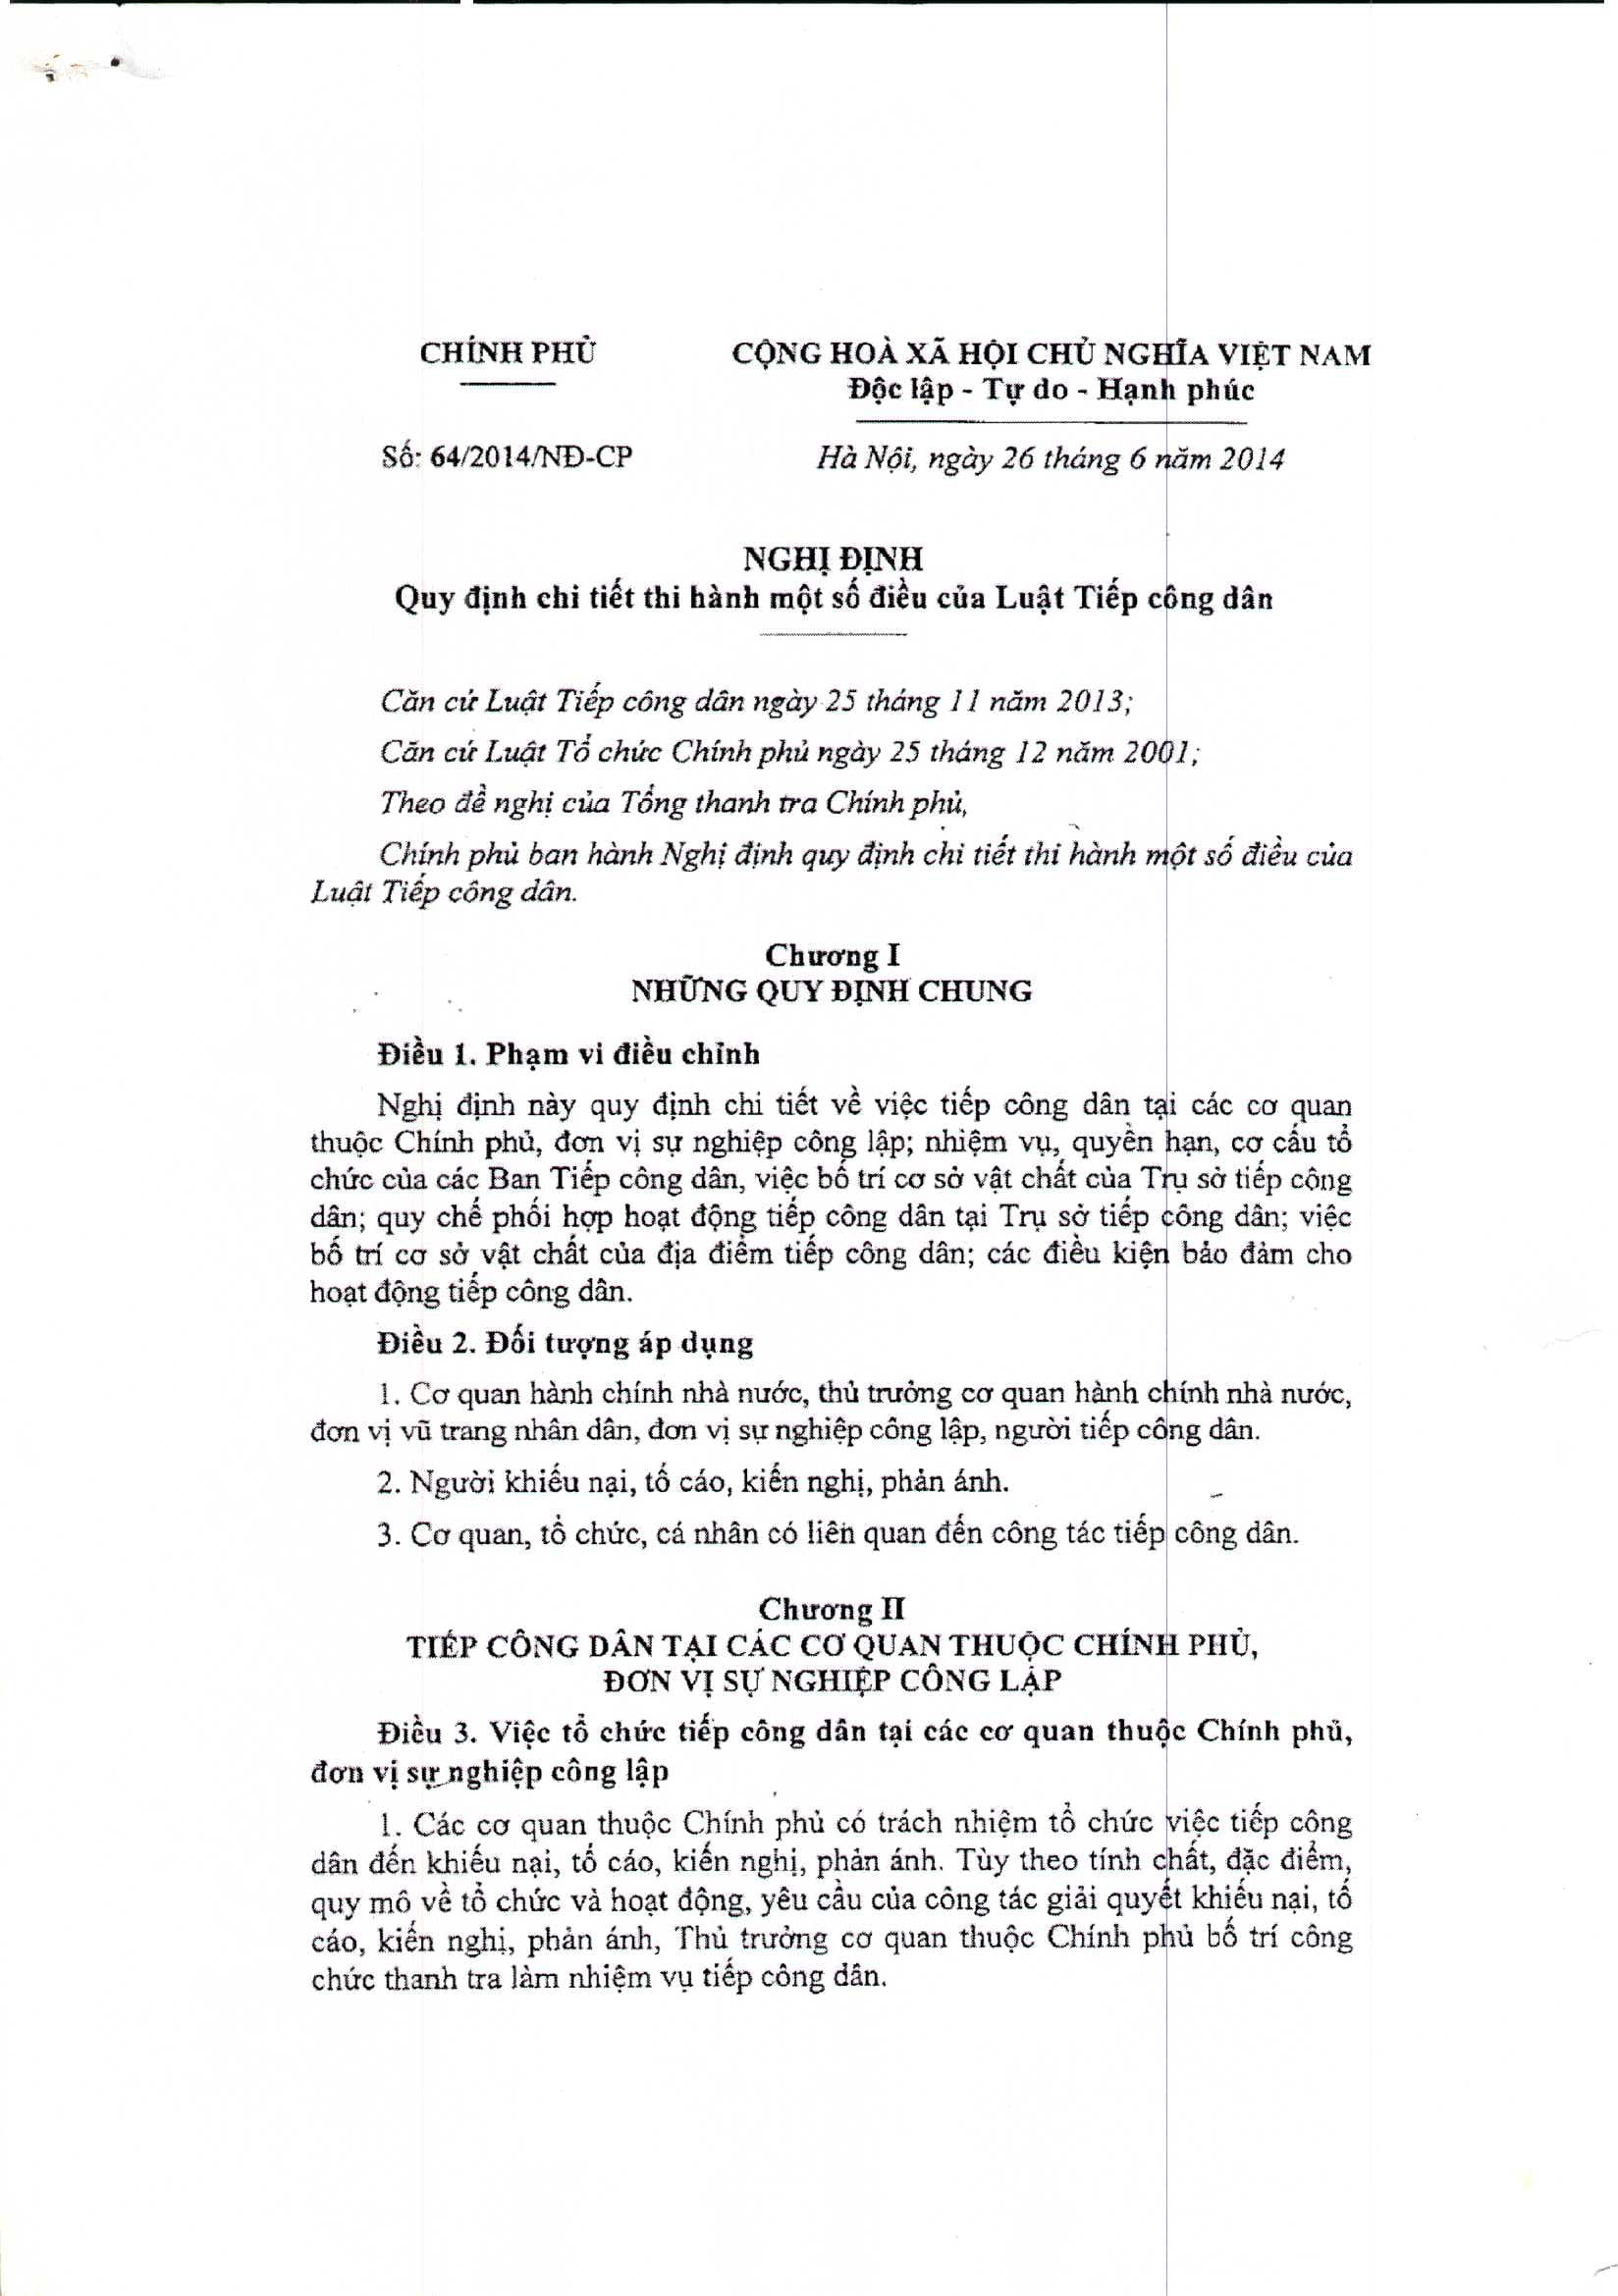 CHÍNH PHỦ
CỘNG HOÀ XÃ HỘI CHỦ NGHĨA VIỆT NAM
Độc lập - Tự do - Hạnh phúc
Số: 64/2014/NĐ-CP
Hà Nội, ngày 26 tháng 6 năm 2014
NGHỊ ĐỊNH
Quy định chi tiết thi hành một số điều của Luật Tiếp công dân
Căn cứ Luật Tiếp công dân ngày 25 tháng 11 năm 2013;
Căn cứ Luật Tổ chức Chính phủ ngày 25 tháng 12 năm 2001;
Theo đề nghị của Tổng thanh tra Chính phủ,
Chính phủ ban hành Nghị định quy định chi tiết thi hành một số điều của
Luật Tiếp công dân.
Chương I
NHỮNG QUY ĐỊNH CHUNG
Điều 1. Phạm vi điều chỉnh
Nghị định này quy định chi tiết về việc tiếp công dân tại các cơ quan
thuộc Chính phủ, đơn vị sự nghiệp công lập; nhiệm vụ, quyền hạn, cơ cấu tổ
chức của các Ban Tiếp công dân, việc bố trí cơ sở vật chất của Trụ sở tiếp công
dân; quy chế phối hợp hoạt động tiếp công dân tại Trụ sở tiếp công dân; việc
bố trí cơ sở vật chất của địa điểm tiếp công dân; các điều kiện bảo đảm cho
hoạt động tiếp công dân.
Điều 2. Đối tượng áp dụng
1. Cơ quan hành chính nhà nước, thủ trưởng cơ quan hành chính nhà nước,
đơn vị vũ trang nhân dân, đơn vị sự nghiệp công lập, người tiếp công dân.
2. Người khiếu nại, tố cáo, kiến nghị, phản ánh.
3. Cơ quan, tổ chức, cá nhân có liên quan đến công tác tiếp công dân.
Chương II
TIẾP CÔNG DÂN TẠI CÁC CƠ QUAN THUỘC CHÍNH PHỦ,
ĐƠN VỊ SỰ NGHIỆP CÔNG LẬP
Điều 3. Việc tổ chức tiếp công dân tại các cơ quan thuộc Chính phủ,
đơn vị sự nghiệp công lập
1. Các cơ quan thuộc Chính phủ có trách nhiệm tổ chức việc tiếp công
dân đến khiếu nại, tố cáo, kiến nghị, phản ánh. Tùy theo tính chất, đặc điểm,
quy mô về tổ chức và hoạt động, yêu cầu của công tác giải quyết khiếu nại, tố
cáo, kiến nghị, phản ánh, Thủ trưởng cơ quan thuộc Chính phủ bố trí công
chức thanh tra làm nhiệm vụ tiếp công dân.